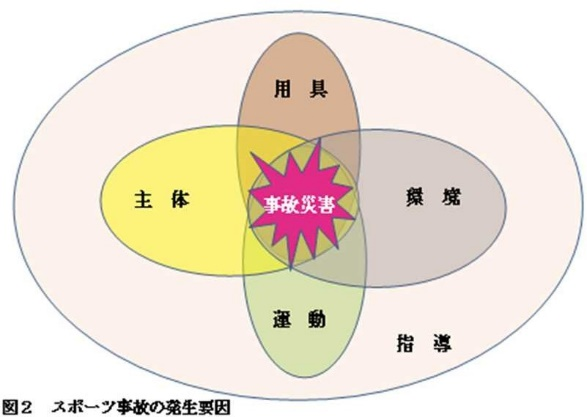 用 具
主 体
事故災害
環 境
運 動
指 導
図２ スポーツ事故の発生要因